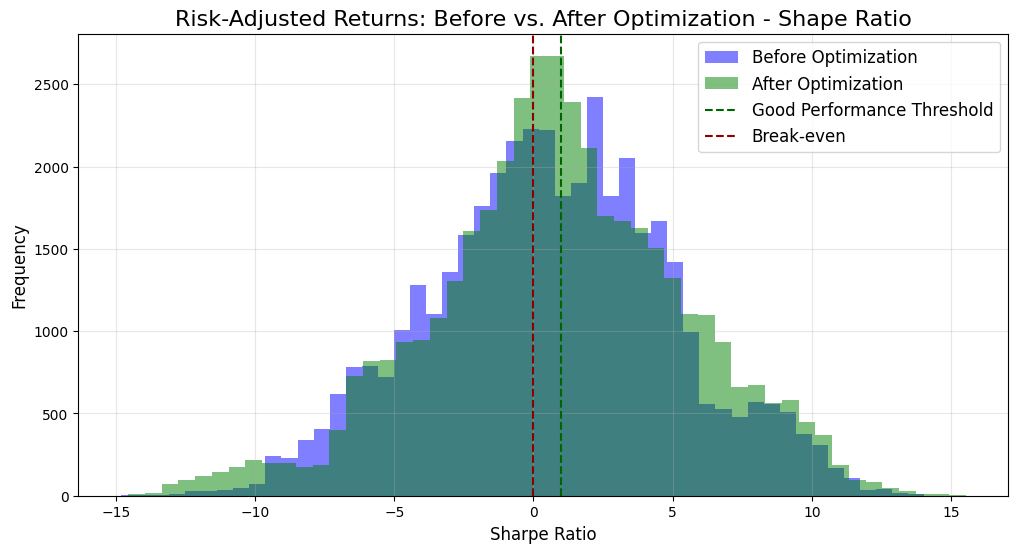 Risk-Adjusted Returns: Before vs. After Optimization - Shape Ratio
Before Optimization
After Optimization
Good Performance Threshold
Break-even
Frequency
2500
2000
1500
1000
500
0
−15
−10
−5
0
5
10
15
Sharpe Ratio